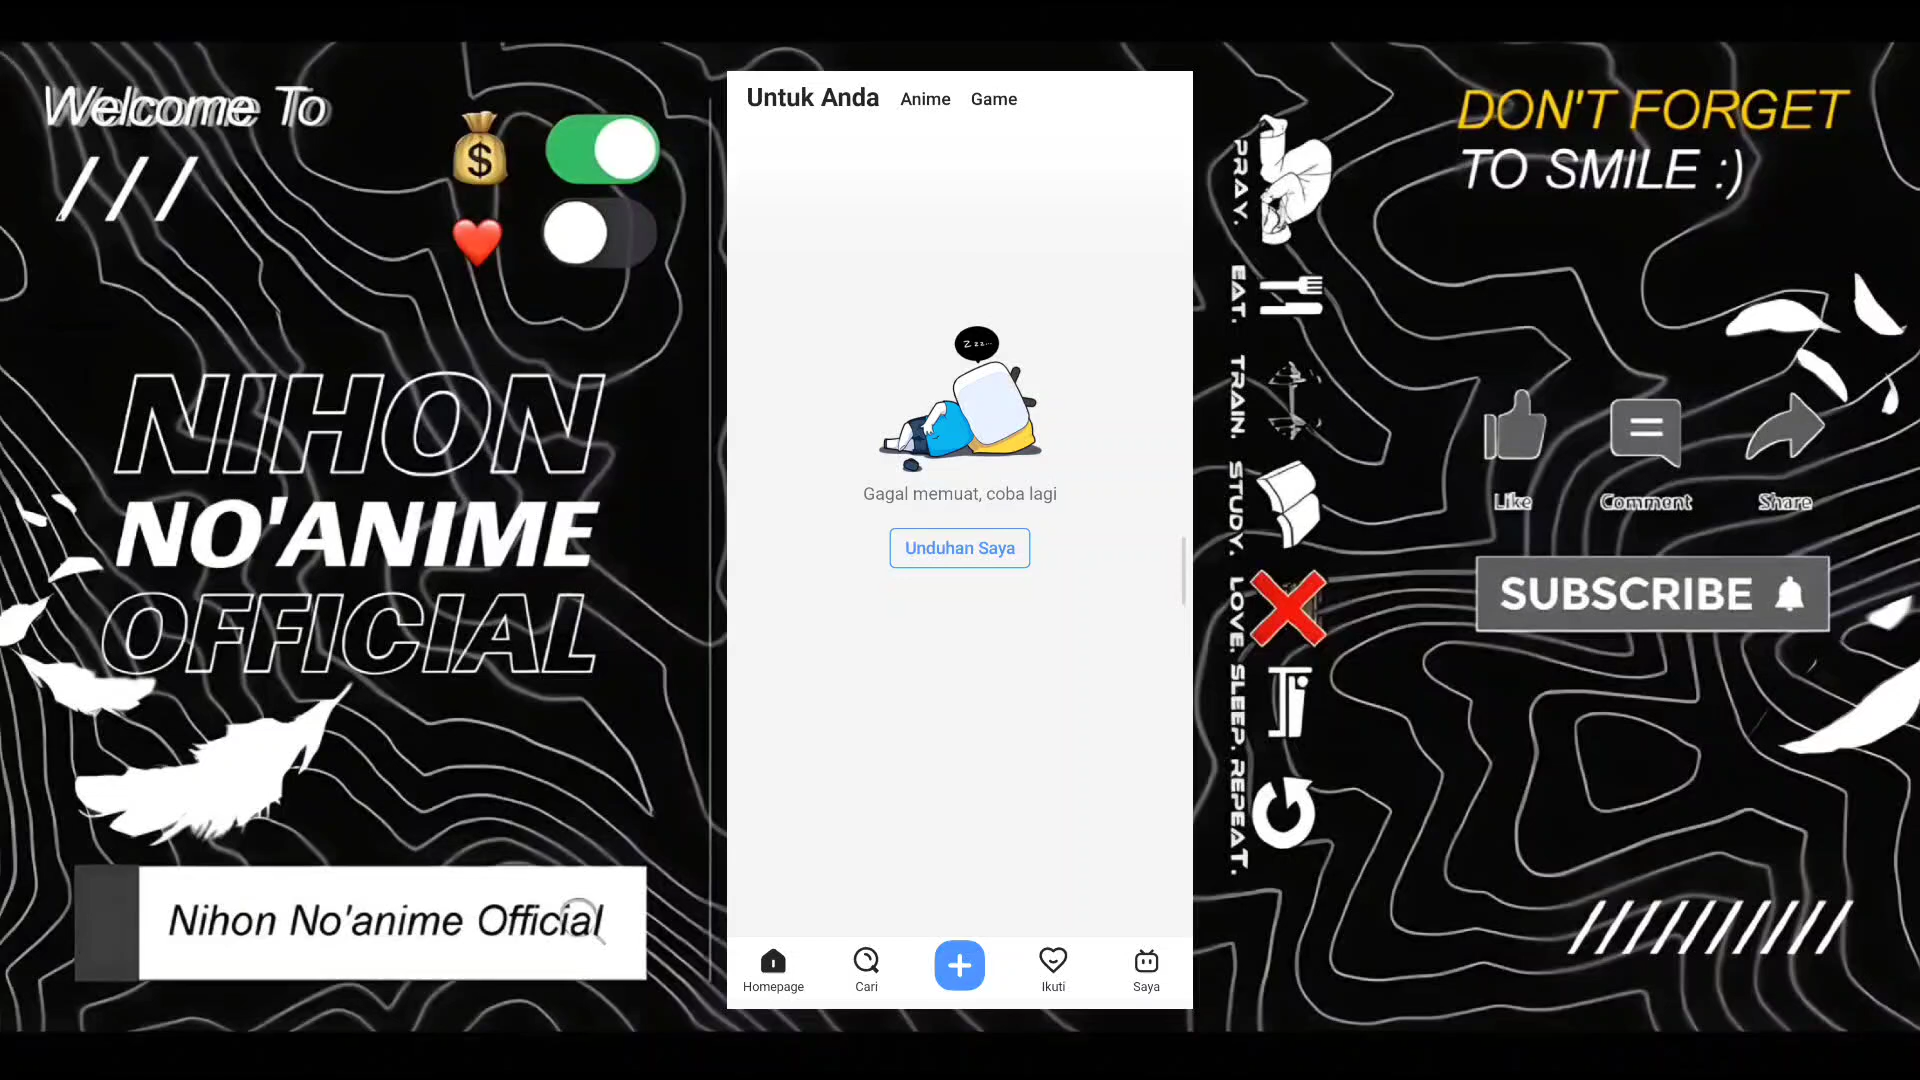 Welcome To
NIHON
NO'ANIME
OFFICIAL
Nihon No'anime Official
Untuk Anda
Anime
Game
Z z z...
Gagal memuat, coba lagi
Unduhan Saya
Homepage
Cari
Ikuti
Saya
PRAY.
EAT.
TRAIN.
STUDY.
LOVE.
SLEEP.
REPEAT.
DON'T FORGET
TO SMILE :)
Like
Comment
Share
SUBSCRIBE